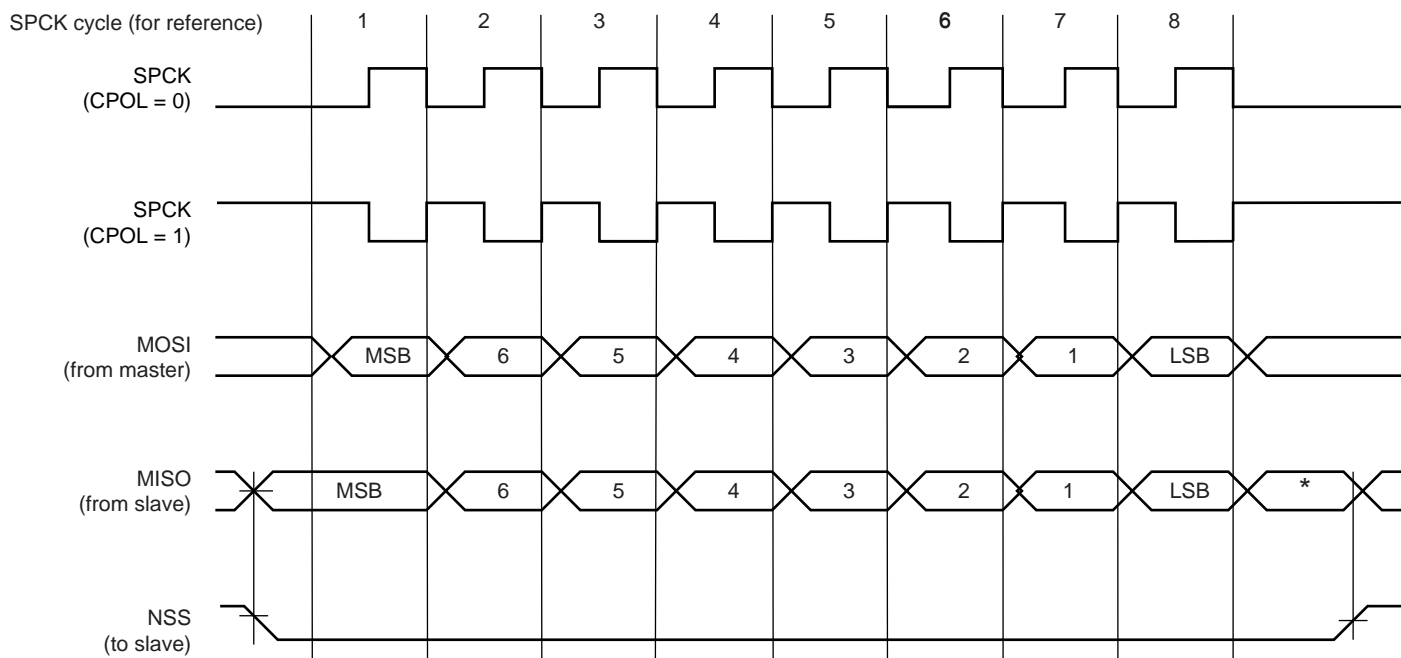 SPCK cycle (for reference) 1 2 3 4 5 6 7 8
SPCK
(CPOL = 0)
SPCK
(CPOL = 1)
MOSI
(from master)
MSB 6 5 4 3 2 1 LSB
MISO
(from slave)
MSB 6 5 4 3 2 1 LSB *
NSS
(to slave)